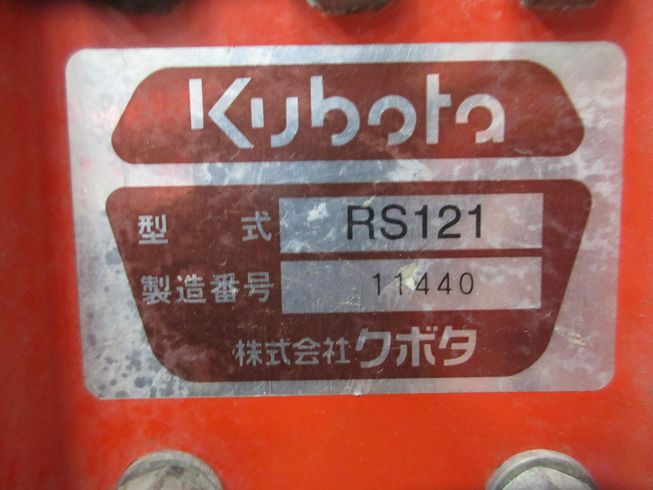 Kubota
型式 RS121
製造番号 11440
株式会社クボタ